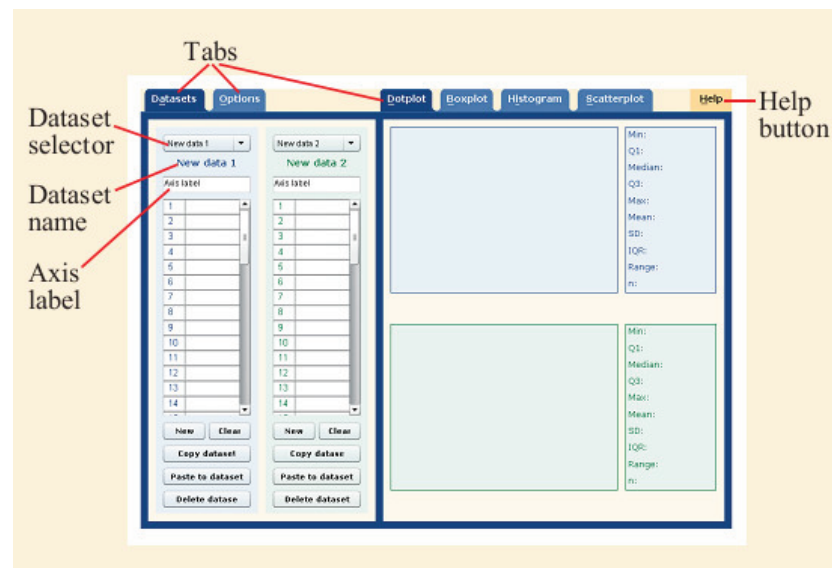 Tabs
Datasets Options Dotplot Boxplot Histogram Scatterplot Help
Help button
Dataset selector
New data 1 New data 2
New data 1 New data 2
Dataset name
Axis label Axis label
Axis label
1 1
2 2
3 3
4 4
5 5
6 6
7 7
8 8
9 9
10 10
11 11
12 12
13 13
14 14
New Clear New Clear
Copy dataset Copy datase
Paste to dataset Paste to dataset
Delete datase Delete dataset
Min:
Q1:
Median:
Q3:
Max:
Mean:
SD:
IQR:
Range:
n:
Min:
Q1:
Median:
Q3:
Max:
Mean:
SD:
IQR:
Range:
n: